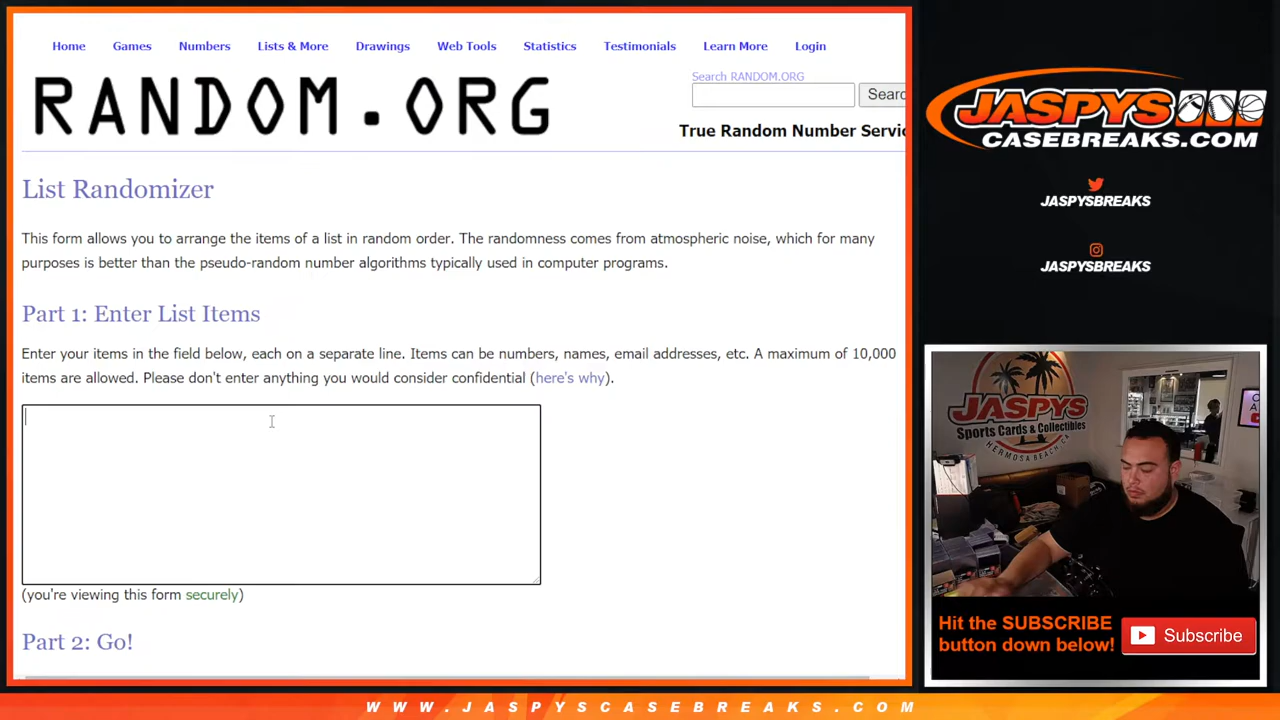 Home Games Numbers Lists & More Drawings Web Tools Statistics Testimonials Learn More Login
RANDOM.ORG
Search RANDOM.ORG
Searc
True Random Number Servic
List Randomizer
This form allows you to arrange the items of a list in random order. The randomness comes from atmospheric noise, which for many
purposes is better than the pseudo-random number algorithms typically used in computer programs.
Part 1: Enter List Items
Enter your items in the field below, each on a separate line. Items can be numbers, names, email addresses, etc. A maximum of 10,000
items are allowed. Please don't enter anything you would consider confidential (here's why).
(you're viewing this form securely)
Part 2: Go!
JASPYS
CASEBREAKS.COM
JASPYSBREAKS
JASPYSBREAKS
JASPYS
Sports Cards & Collectibles
HERMOSA BEACH, CA
Hit the SUBSCRIBE
button down below!
Subscribe
WWW.JASPYSCASEBREAKS.COM